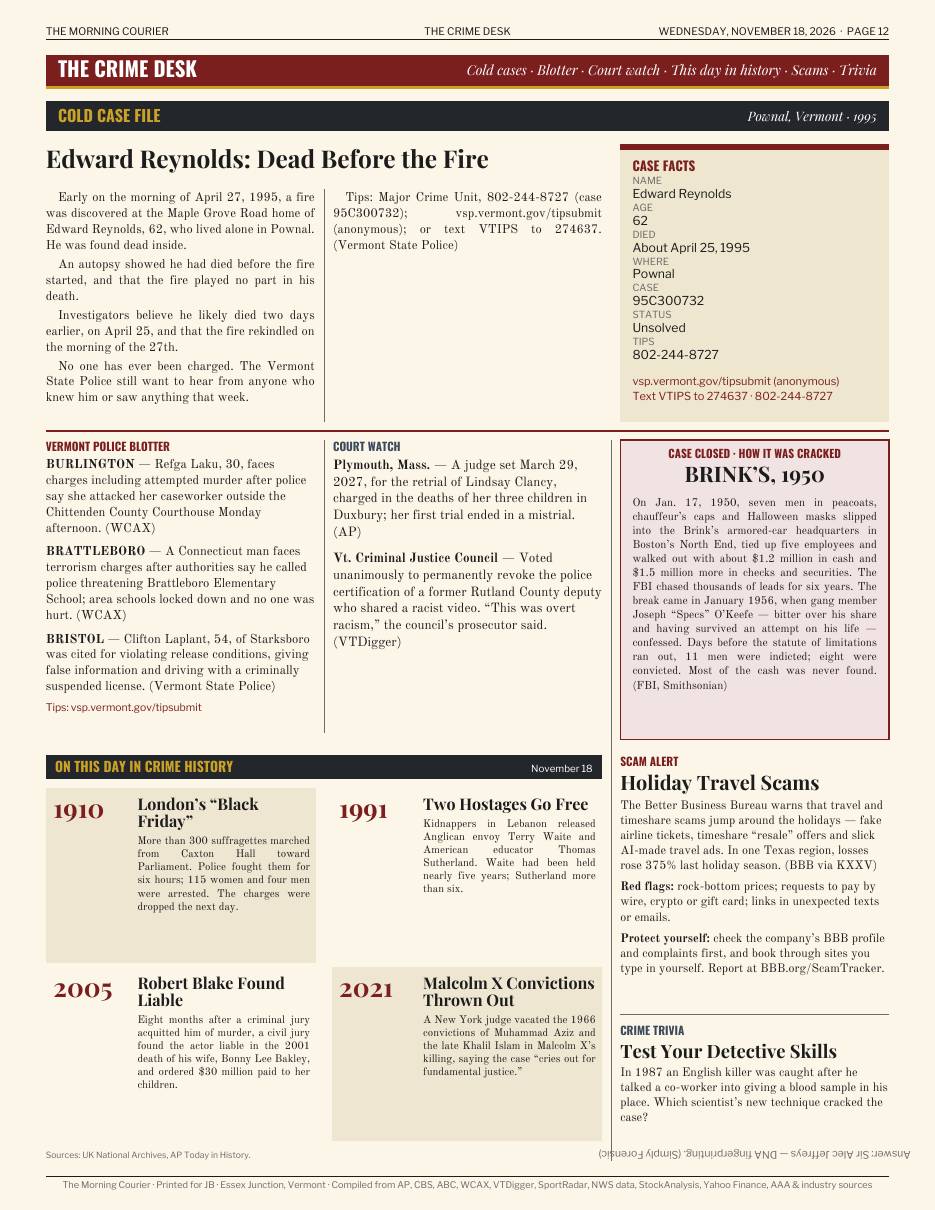 THE MORNING COURIER
THE CRIME DESK
WEDNESDAY, NOVEMBER 18, 2026 · PAGE 12
THE CRIME DESK
Cold cases · Blotter · Court watch · This day in history · Scams · Trivia
COLD CASE FILE
Pownal, Vermont · 1995
Edward Reynolds: Dead Before the Fire
Early on the morning of April 27, 1995, a fire
was discovered at the Maple Grove Road home of
Edward Reynolds, 62, who lived alone in Pownal.
He was found dead inside.
An autopsy showed he had died before the fire
started, and that the fire played no part in his
death.
Investigators believe he likely died two days
earlier, on April 25, and that the fire rekindled on
the morning of the 27th.
No one has ever been charged. The Vermont
State Police still want to hear from anyone who
knew him or saw anything that week.
Tips: Major Crime Unit, 802-244-8727 (case
95C300732); vsp.vermont.gov/tipsubmit
(anonymous); or text VTIPS to 274637.
(Vermont State Police)
CASE FACTS
NAME
Edward Reynolds
AGE
62
DIED
About April 25, 1995
WHERE
Pownal
CASE
95C300732
STATUS
Unsolved
TIPS
802-244-8727
vsp.vermont.gov/tipsubmit (anonymous)
Text VTIPS to 274637 · 802-244-8727
VERMONT POLICE BLOTTER
BURLINGTON — Refga Laku, 30, faces
charges including attempted murder after police
say she attacked her caseworker outside the
Chittenden County Courthouse Monday
afternoon. (WCAX)
BRATTLEBORO — A Connecticut man faces
terrorism charges after authorities say he called
police threatening Brattleboro Elementary
School; area schools locked down and no one was
hurt. (WCAX)
BRISTOL — Clifton Laplant, 54, of Starksboro
was cited for violating release conditions, giving
false information and driving with a criminally
suspended license. (Vermont State Police)
Tips: vsp.vermont.gov/tipsubmit
COURT WATCH
Plymouth, Mass. — A judge set March 29,
2027, for the retrial of Lindsay Clancy,
charged in the deaths of her three children in
Duxbury; her first trial ended in a mistrial.
(AP)
Vt. Criminal Justice Council — Voted
unanimously to permanently revoke the police
certification of a former Rutland County deputy
who shared a racist video. “This was overt
racism,” the council’s prosecutor said.
(VTDigger)
CASE CLOSED · HOW IT WAS CRACKED
BRINK’S, 1950
On Jan. 17, 1950, seven men in peacoats,
chauffeur’s caps and Halloween masks slipped
into the Brink’s armored-car headquarters in
Boston’s North End, tied up five employees and
walked out with about $1.2 million in cash and
$1.5 million more in checks and securities. The
FBI chased thousands of leads for six years. The
break came in January 1956, when gang member
Joseph “Specs” O’Keefe — bitter over his share
and having survived an attempt on his life —
confessed. Days before the statute of limitations
ran out, 11 men were indicted; eight were
convicted. Most of the cash was never found.
(FBI, Smithsonian)
ON THIS DAY IN CRIME HISTORY
November 18
1910
London’s “Black
Friday”
More than 300 suffragettes marched
from Caxton Hall toward
Parliament. Police fought them for
six hours; 115 women and four men
were arrested. The charges were
dropped the next day.
1991
Two Hostages Go Free
Kidnappers in Lebanon released
Anglican envoy Terry Waite and
American educator Thomas
Sutherland. Waite had been held
nearly five years; Sutherland more
than six.
2005
Robert Blake Found
Liable
Eight months after a criminal jury
acquitted him of murder, a civil jury
found the actor liable in the 2001
death of his wife, Bonny Lee Bakley,
and ordered $30 million paid to her
children.
2021
Malcolm X Convictions
Thrown Out
A New York judge vacated the 1966
convictions of Muhammad Aziz and
the late Khalil Islam in Malcolm X’s
killing, saying the case “cries out for
fundamental justice.”
Sources: UK National Archives, AP Today in History.
SCAM ALERT
Holiday Travel Scams
The Better Business Bureau warns that travel and
timeshare scams jump around the holidays — fake
airline tickets, timeshare “resale” offers and slick
AI-made travel ads. In one Texas region, losses
rose 375% last holiday season. (BBB via KXXV)
Red flags: rock-bottom prices; requests to pay by
wire, crypto or gift card; links in unexpected texts
or emails.
Protect yourself: check the company’s BBB profile
and complaints first, and book through sites you
type in yourself. Report at BBB.org/ScamTracker.
CRIME TRIVIA
Test Your Detective Skills
In 1987 an English killer was caught after he
talked a co-worker into giving a blood sample in his
place. Which scientist’s new technique cracked the
case?
Answer: Sir Alec Jeffreys — DNA fingerprinting. (Simply Forensic)
The Morning Courier · Printed for JB · Essex Junction, Vermont · Compiled from AP, CBS, ABC, WCAX, VTDigger, SportRadar, NWS data, StockAnalysis, Yahoo Finance, AAA & industry sources